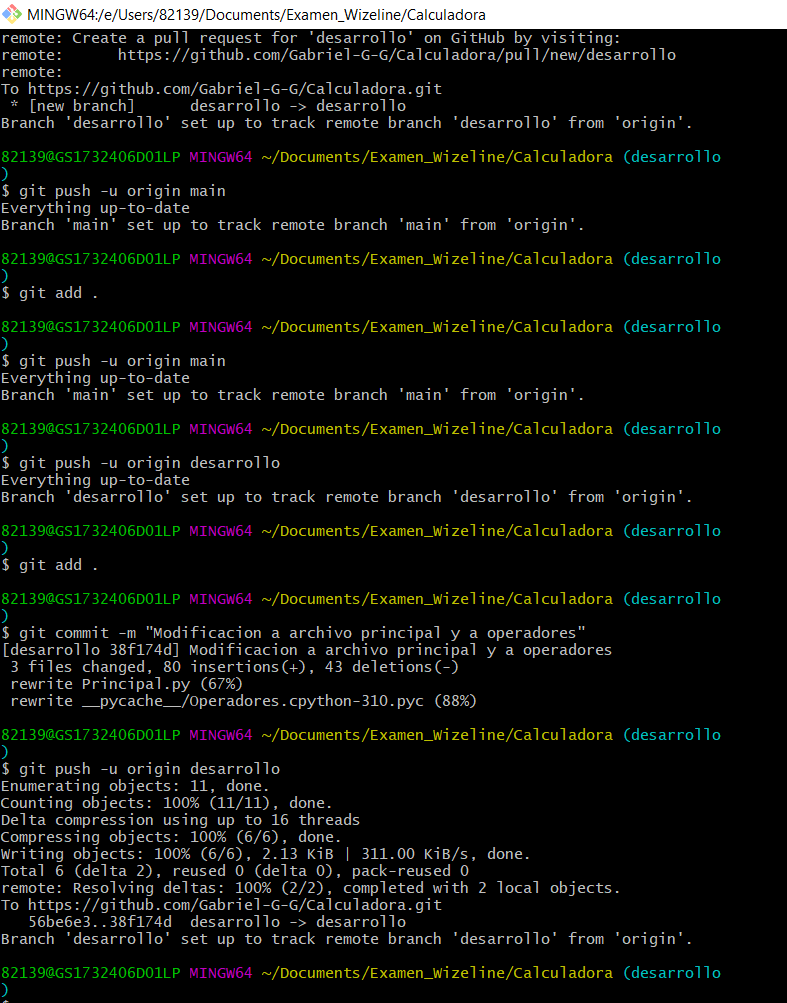 MINGW64:/e/Users/82139/Documents/Examen_Wizeline/Calculadora
remote: Create a pull request for 'desarrollo' on GitHub by visiting:
remote:      https://github.com/Gabriel-G-G/Calculadora/pull/new/desarrollo
remote:
To https://github.com/Gabriel-G-G/Calculadora.git
 * [new branch]      desarrollo -> desarrollo
Branch 'desarrollo' set up to track remote branch 'desarrollo' from 'origin'.

82139@GS1732406D01LP MINGW64 ~/Documents/Examen_Wizeline/Calculadora (desarrollo
)
$ git push -u origin main
Everything up-to-date
Branch 'main' set up to track remote branch 'main' from 'origin'.

82139@GS1732406D01LP MINGW64 ~/Documents/Examen_Wizeline/Calculadora (desarrollo
)
$ git add .

82139@GS1732406D01LP MINGW64 ~/Documents/Examen_Wizeline/Calculadora (desarrollo
)
$ git push -u origin main
Everything up-to-date
Branch 'main' set up to track remote branch 'main' from 'origin'.

82139@GS1732406D01LP MINGW64 ~/Documents/Examen_Wizeline/Calculadora (desarrollo
)
$ git push -u origin desarrollo
Everything up-to-date
Branch 'desarrollo' set up to track remote branch 'desarrollo' from 'origin'.

82139@GS1732406D01LP MINGW64 ~/Documents/Examen_Wizeline/Calculadora (desarrollo
)
$ git add .

82139@GS1732406D01LP MINGW64 ~/Documents/Examen_Wizeline/Calculadora (desarrollo
)
$ git commit -m "Modificacion a archivo principal y a operadores"
[desarrollo 38f174d] Modificacion a archivo principal y a operadores
 3 files changed, 80 insertions(+), 43 deletions(-)
 rewrite Principal.py (67%)
 rewrite __pycache__/Operadores.cpython-310.pyc (88%)

82139@GS1732406D01LP MINGW64 ~/Documents/Examen_Wizeline/Calculadora (desarrollo
)
$ git push -u origin desarrollo
Enumerating objects: 11, done.
Counting objects: 100% (11/11), done.
Delta compression using up to 16 threads
Compressing objects: 100% (6/6), done.
Writing objects: 100% (6/6), 2.13 KiB | 311.00 KiB/s, done.
Total 6 (delta 2), reused 0 (delta 0), pack-reused 0
remote: Resolving deltas: 100% (2/2), completed with 2 local objects.
To https://github.com/Gabriel-G-G/Calculadora.git
   56be6e3..38f174d  desarrollo -> desarrollo
Branch 'desarrollo' set up to track remote branch 'desarrollo' from 'origin'.

82139@GS1732406D01LP MINGW64 ~/Documents/Examen_Wizeline/Calculadora (desarrollo
)